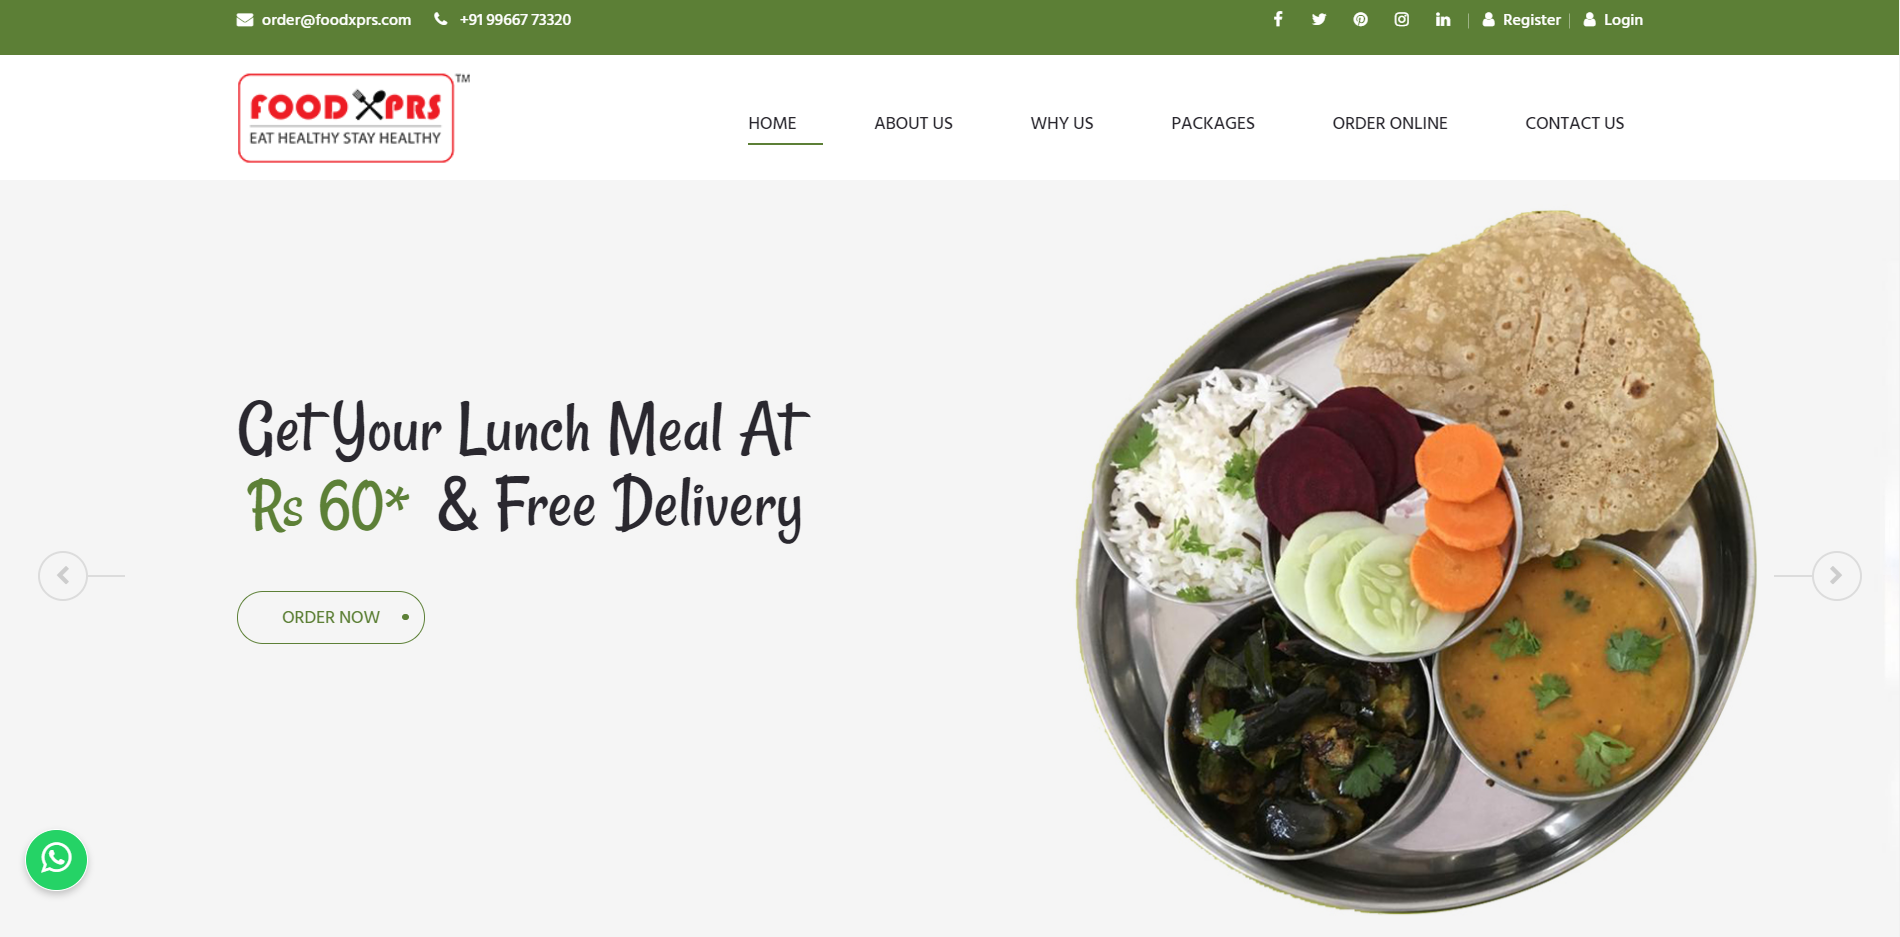 order@foodxprs.com +91 99667 73320 Register Login
FOOD XPRS TM
EAT HEALTHY STAY HEALTHY
HOME ABOUT US WHY US PACKAGES ORDER ONLINE CONTACT US
Get Your Lunch Meal At
Rs 60* & Free Delivery
ORDER NOW